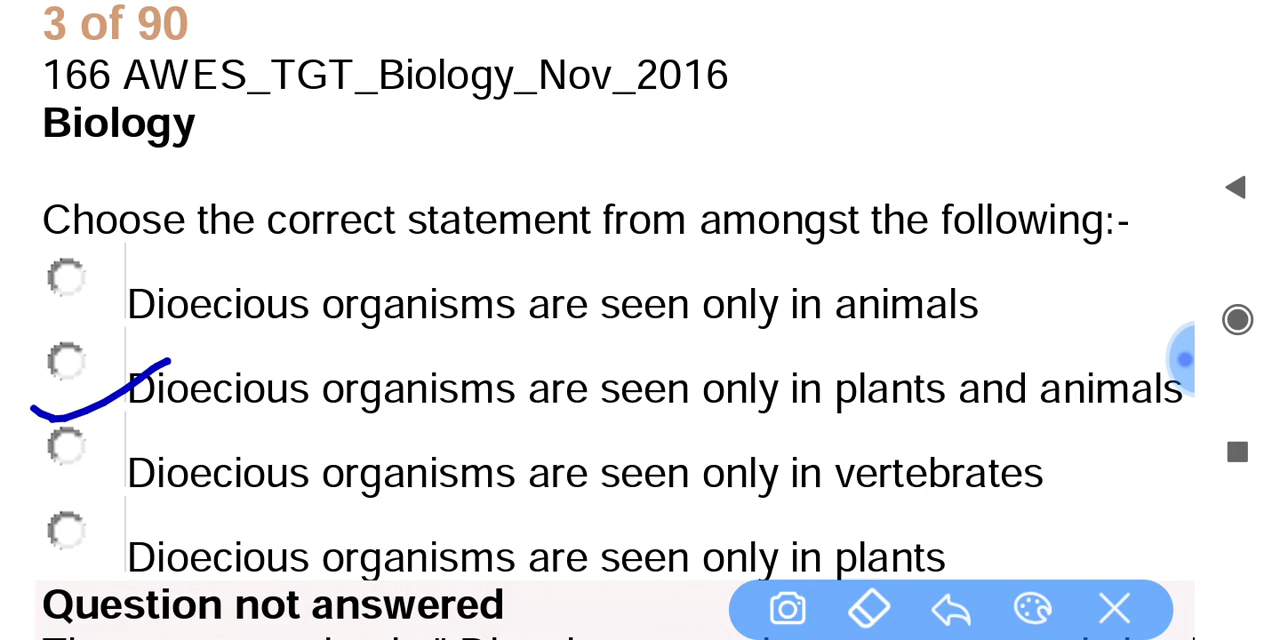 3 of 90
166 AWES_TGT_Biology_Nov_2016
Biology
Choose the correct statement from amongst the following:-
Dioecious organisms are seen only in animals
Dioecious organisms are seen only in plants and animals
Dioecious organisms are seen only in vertebrates
Dioecious organisms are seen only in plants
Question not answered